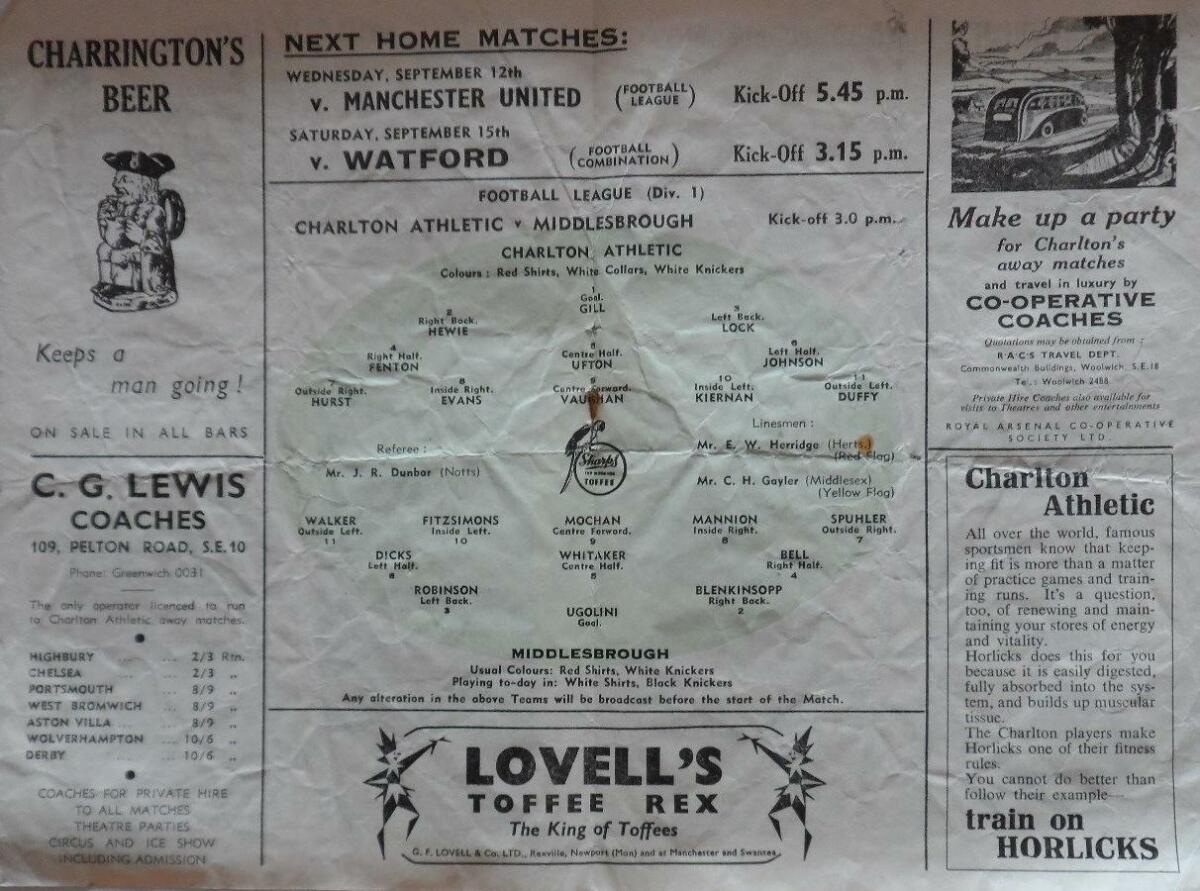 CHARRINGTON'S
BEER
Keeps a
man going!
ON SALE IN ALL BARS
C. G. LEWIS
COACHES
109, PELTON ROAD, S.E.10
Phone: Greenwich 0031
The only operator licenced to run
to Charlton Athletic away matches.
HIGHBURY ... ... 2/3 Rtn.
CHELSEA ... ... 2/3 ,,
PORTSMOUTH ... 8/9 ,,
WEST BROMWICH ... 8/9 ,,
ASTON VILLA ... ... 8/9 ,,
WOLVERHAMPTON ... 10/6 ,,
DERBY ... ... 10/6 ,,
COACHES FOR PRIVATE HIRE
TO ALL MATCHES
THEATRE PARTIES
CIRCUS AND ICE SHOW
INCLUDING ADMISSION
NEXT HOME MATCHES:
WEDNESDAY, SEPTEMBER 12th
v. MANCHESTER UNITED (FOOTBALL LEAGUE) Kick-Off 5.45 p.m.
SATURDAY, SEPTEMBER 15th
v. WATFORD (FOOTBALL COMBINATION) Kick-Off 3.15 p.m.
FOOTBALL LEAGUE (Div. 1)
CHARLTON ATHLETIC v MIDDLESBROUGH Kick-off 3.0 p.m.
CHARLTON ATHLETIC
Colours: Red Shirts, White Collars, White Knickers
1
Goal.
GILL
2
Right Back.
HEWIE
3
Left Back.
LOCK
4
Right Half.
FENTON
5
Centre Half.
UFTON
6
Left Half.
JOHNSON
7
Outside Right.
HURST
8
Inside Right.
EVANS
9
Centre Forward.
VAUGHAN
10
Inside Left.
KIERNAN
11
Outside Left.
DUFFY
Referee:
Mr. J. R. Dunbar (Notts)
Sharps
TOFFEE
Linesmen:
Mr. E. W. Herridge (Herts.)
(Red Flag)
Mr. C. H. Gayler (Middlesex)
(Yellow Flag)
WALKER
Outside Left.
11
FITZSIMONS
Inside Left.
10
MOCHAN
Centre Forward.
9
MANNION
Inside Right.
8
SPUHLER
Outside Right.
7
DICKS
Left Half.
6
WHITAKER
Centre Half.
5
BELL
Right Half.
4
ROBINSON
Left Back.
3
BLENKINSOPP
Right Back.
2
UGOLINI
Goal.
MIDDLESBROUGH
Usual Colours: Red Shirts, White Knickers
Playing to-day in: White Shirts, Black Knickers
Any alteration in the above Teams will be broadcast before the start of the Match.
LOVELL'S
TOFFEE REX
The King of Toffees
G. F. LOVELL & Co. LTD., Rexville, Newport (Mon) and at Manchester and Swansea
Make up a party
for Charlton's
away matches
and travel in luxury by
CO-OPERATIVE
COACHES
Quotations may be obtained from:
R·A·C·S TRAVEL DEPT.
Commonwealth Buildings, Woolwich S.E.18
Tel.: Woolwich 2488
Private Hire Coaches also available for
visits to Theatres and other entertainments
ROYAL ARSENAL CO-OPERATIVE
SOCIETY LTD.
Charlton
Athletic
All over the world, famous
sportsmen know that keep-
ing fit is more than a matter
of practice games and train-
ing runs. It's a question,
too, of renewing and main-
taining your stores of energy
and vitality.
Horlicks does this for you
because it is easily digested,
fully absorbed into the sys-
tem, and builds up muscular
tissue.
The Charlton players make
Horlicks one of their fitness
rules.
You cannot do better than
follow their example—
train on
HORLICKS